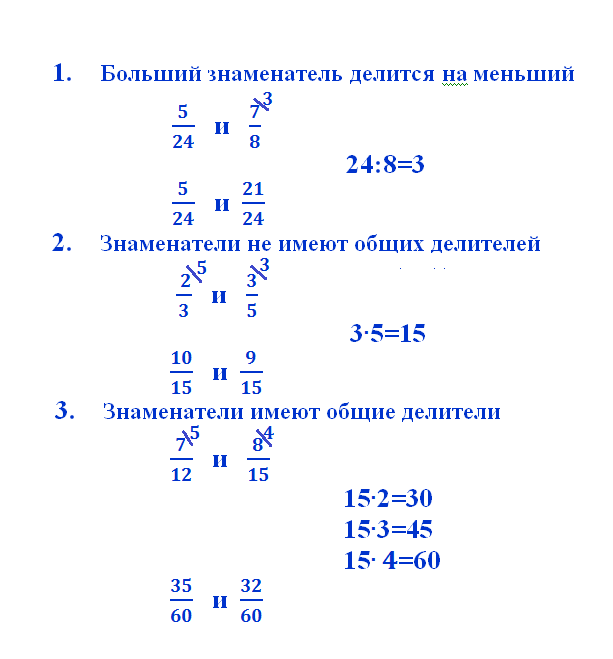 1. Больший знаменатель делится на меньший
5/24 и 7\3/8
24:8=3
5/24 и 21/24
2. Знаменатели не имеют общих делителей
2\5/3 и 3\3/5
3·5=15
10/15 и 9/15
3. Знаменатели имеют общие делители
7\5/12 и 8\4/15
15·2=30
15·3=45
15· 4=60
35/60 и 32/60